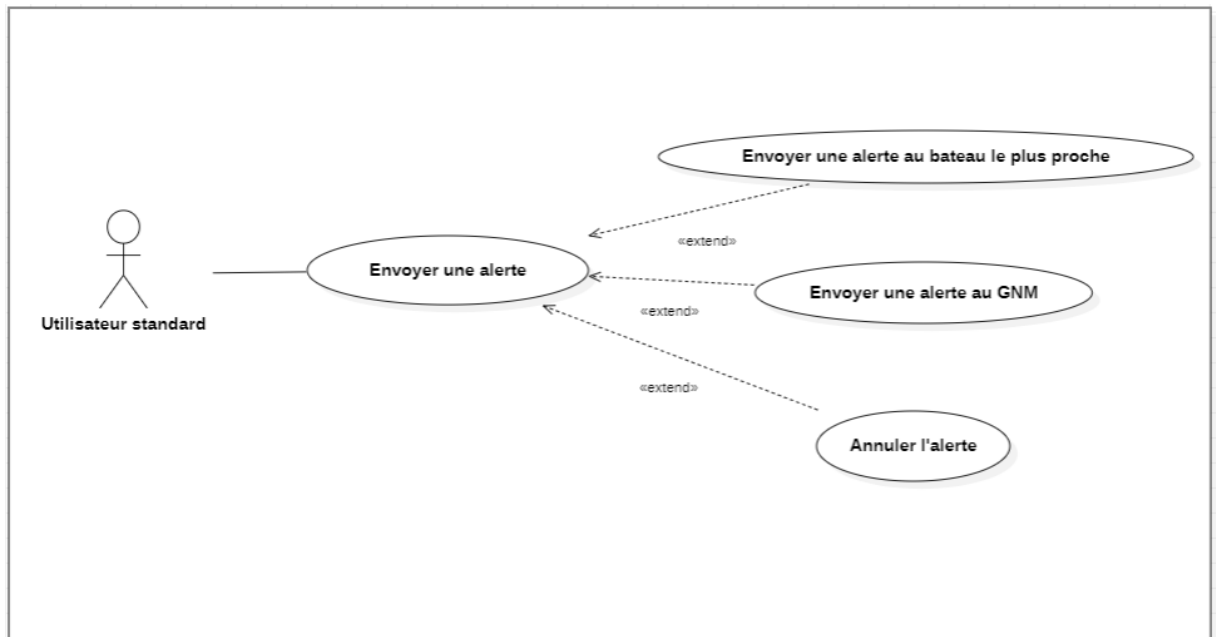 Envoyer une alerte au bateau le plus proche
«extend»
Envoyer une alerte
Envoyer une alerte au GNM
Utilisateur standard
«extend»
«extend»
Annuler l'alerte